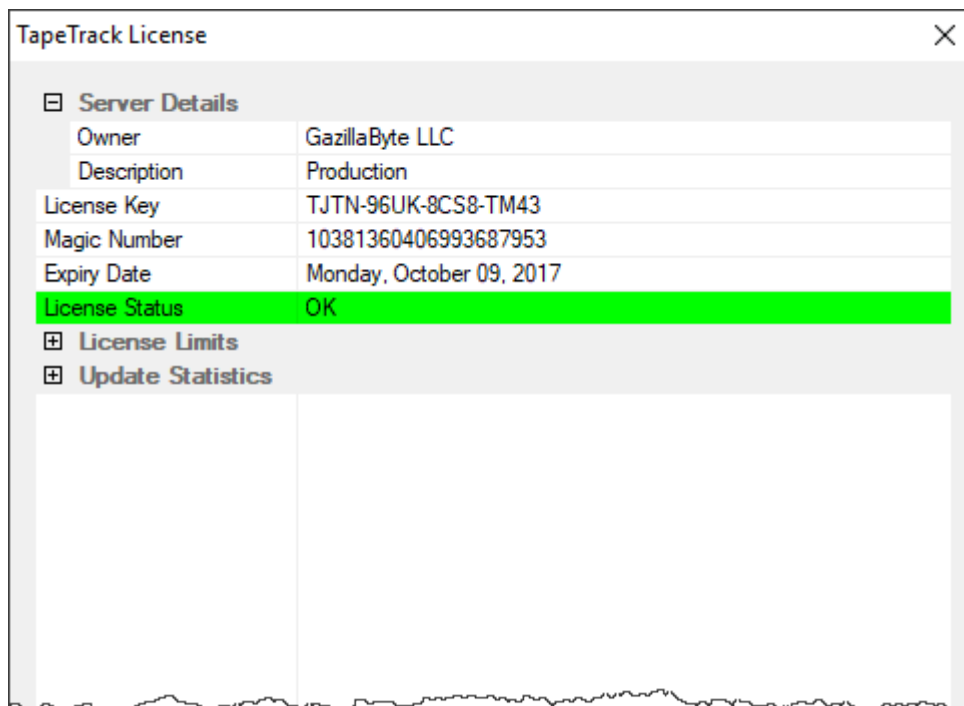 TapeTrack License
Server Details
Owner GazillaByte LLC
Description Production
License Key TJTN-96UK-8CS8-TM43
Magic Number 10381360406993687953
Expiry Date Monday, October 09, 2017
License Status OK
License Limits
Update Statistics